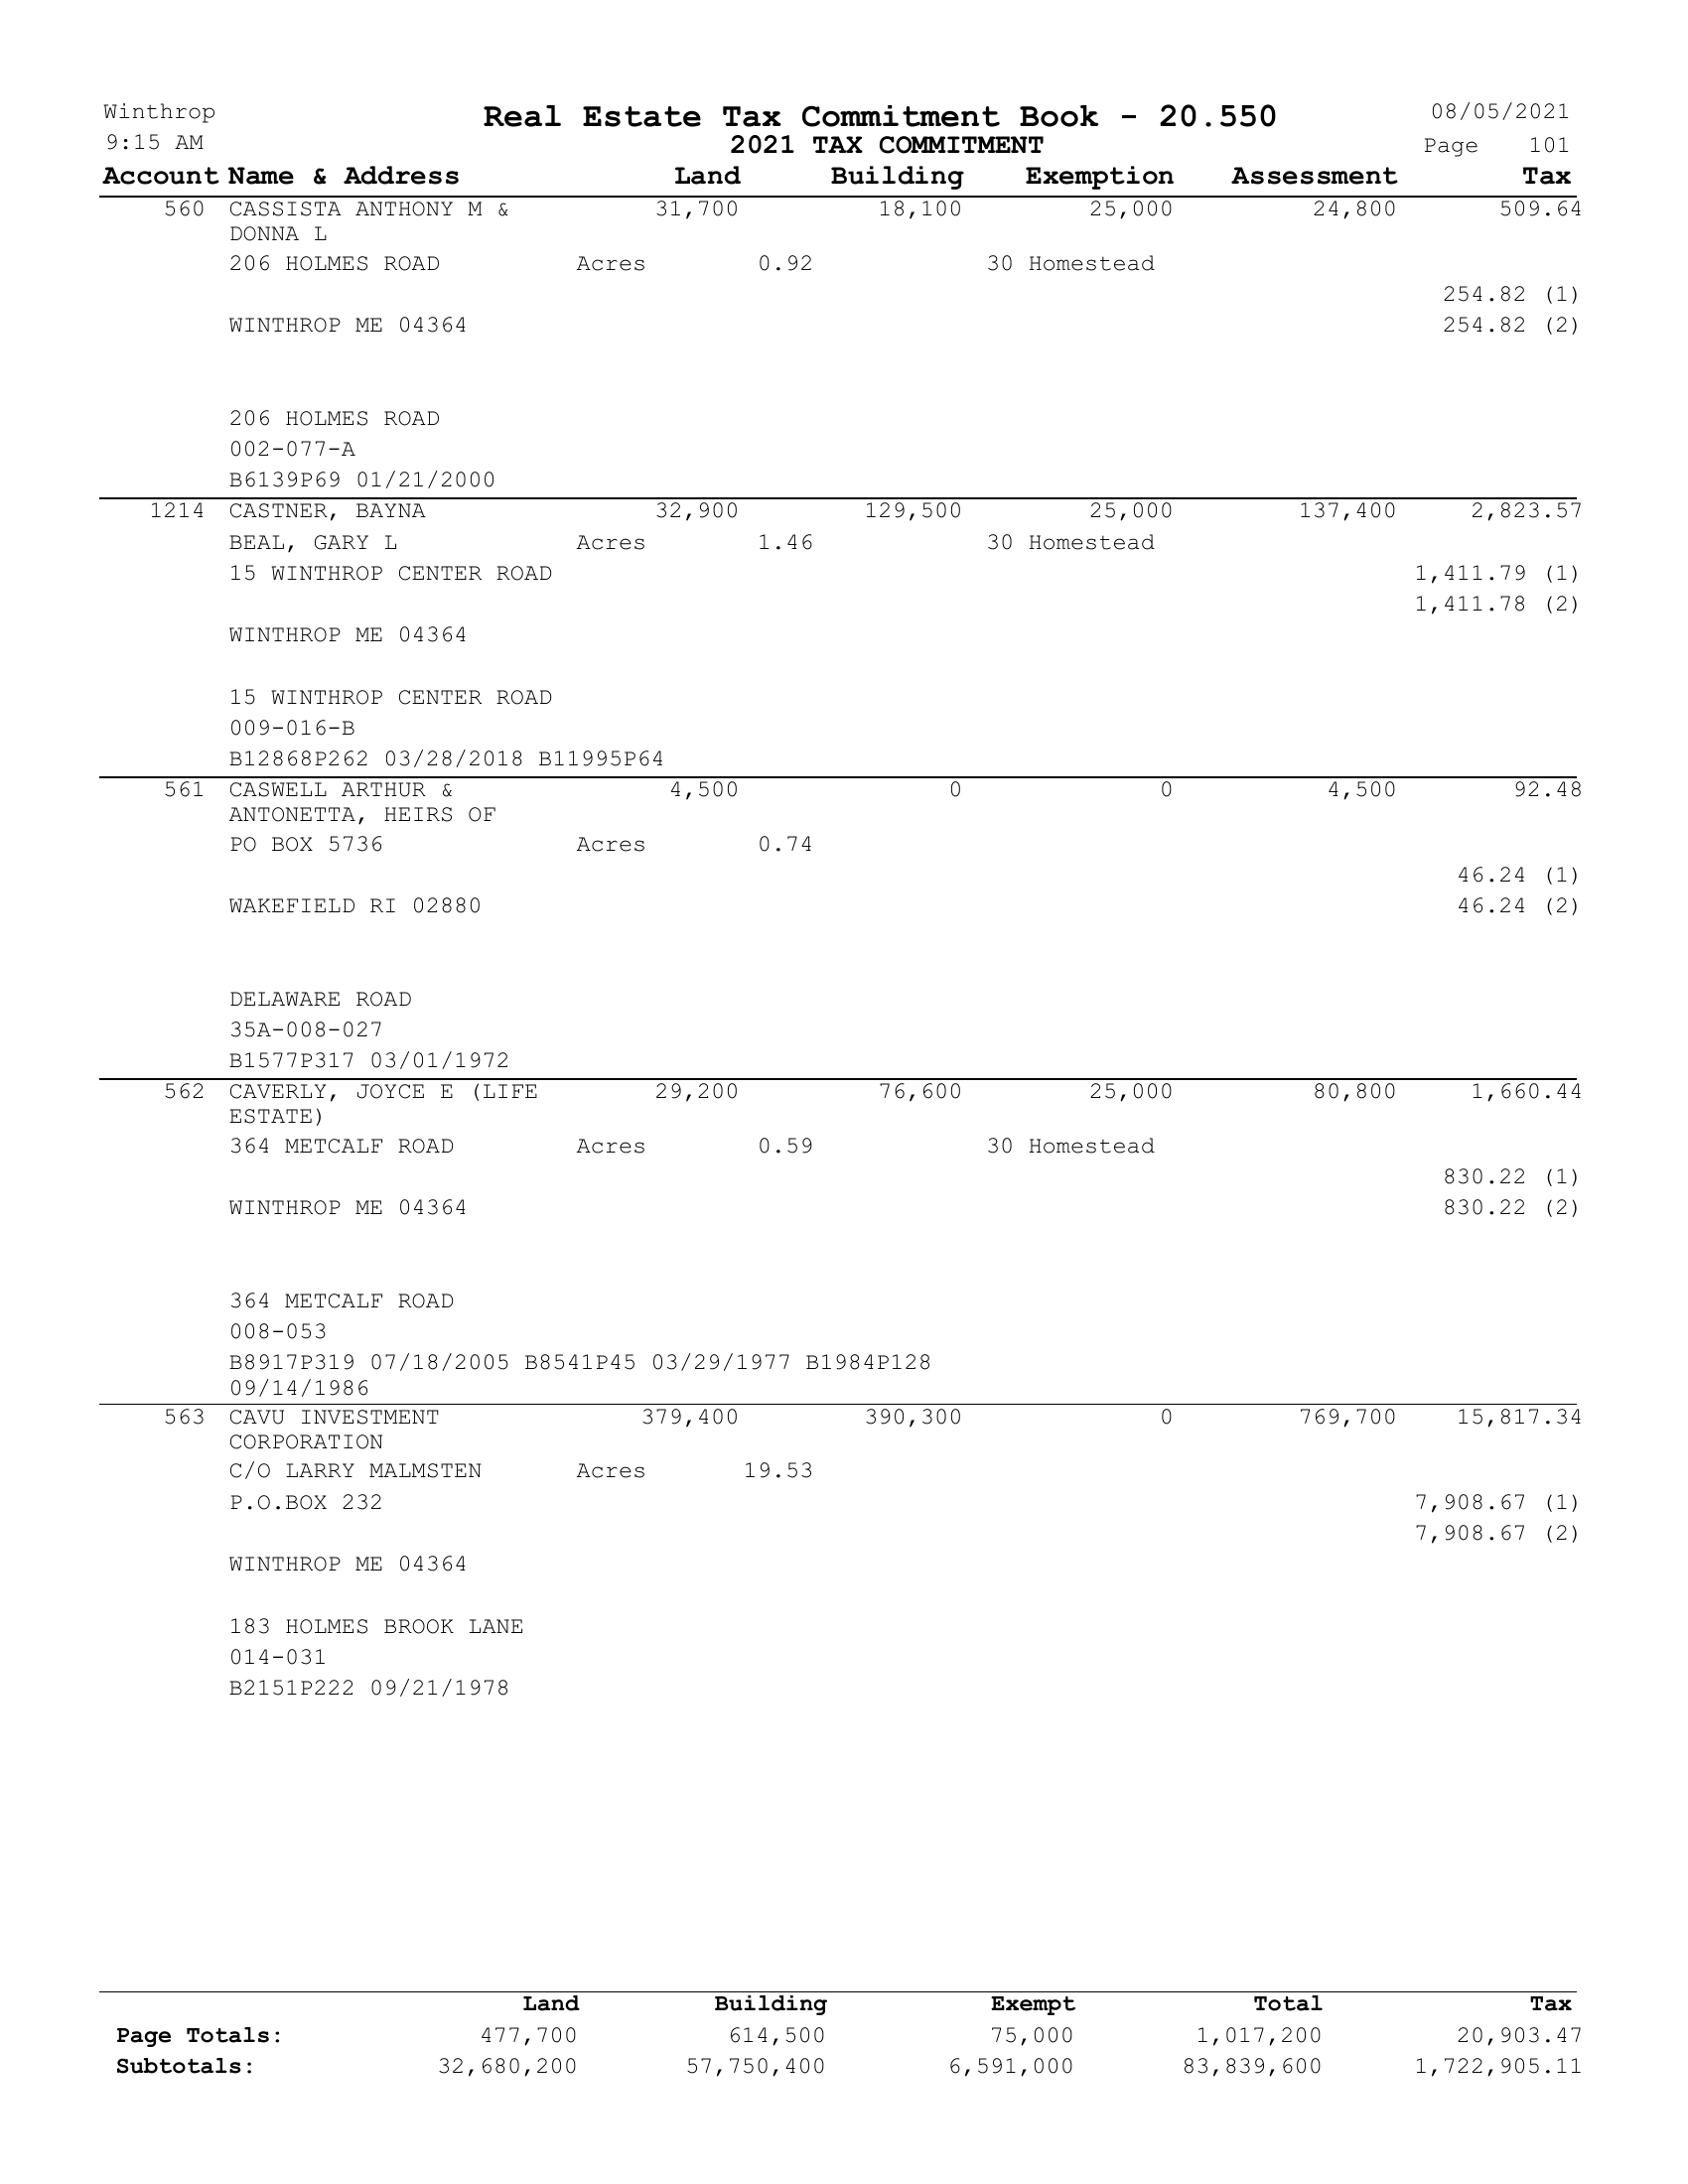 Winthrop Real Estate Tax Commitment Book - 20.550 08/05/2021
9:15 AM 2021 TAX COMMITMENT Page 101
Account Name & Address Land Building Exemption Assessment Tax
560 CASSISTA ANTHONY M & 31,700 18,100 25,000 24,800 509.64
DONNA L
206 HOLMES ROAD Acres 0.92 30 Homestead
254.82 (1)
WINTHROP ME 04364 254.82 (2)
206 HOLMES ROAD
002-077-A
B6139P69 01/21/2000
1214 CASTNER, BAYNA 32,900 129,500 25,000 137,400 2,823.57
BEAL, GARY L Acres 1.46 30 Homestead
15 WINTHROP CENTER ROAD 1,411.79 (1)
1,411.78 (2)
WINTHROP ME 04364
15 WINTHROP CENTER ROAD
009-016-B
B12868P262 03/28/2018 B11995P64
561 CASWELL ARTHUR & 4,500 0 0 4,500 92.48
ANTONETTA, HEIRS OF
PO BOX 5736 Acres 0.74
46.24 (1)
WAKEFIELD RI 02880 46.24 (2)
DELAWARE ROAD
35A-008-027
B1577P317 03/01/1972
562 CAVERLY, JOYCE E (LIFE 29,200 76,600 25,000 80,800 1,660.44
ESTATE)
364 METCALF ROAD Acres 0.59 30 Homestead
830.22 (1)
WINTHROP ME 04364 830.22 (2)
364 METCALF ROAD
008-053
B8917P319 07/18/2005 B8541P45 03/29/1977 B1984P128
09/14/1986
563 CAVU INVESTMENT 379,400 390,300 0 769,700 15,817.34
CORPORATION
C/O LARRY MALMSTEN Acres 19.53
P.O.BOX 232 7,908.67 (1)
7,908.67 (2)
WINTHROP ME 04364
183 HOLMES BROOK LANE
014-031
B2151P222 09/21/1978
Land Building Exempt Total Tax
Page Totals: 477,700 614,500 75,000 1,017,200 20,903.47
Subtotals: 32,680,200 57,750,400 6,591,000 83,839,600 1,722,905.11